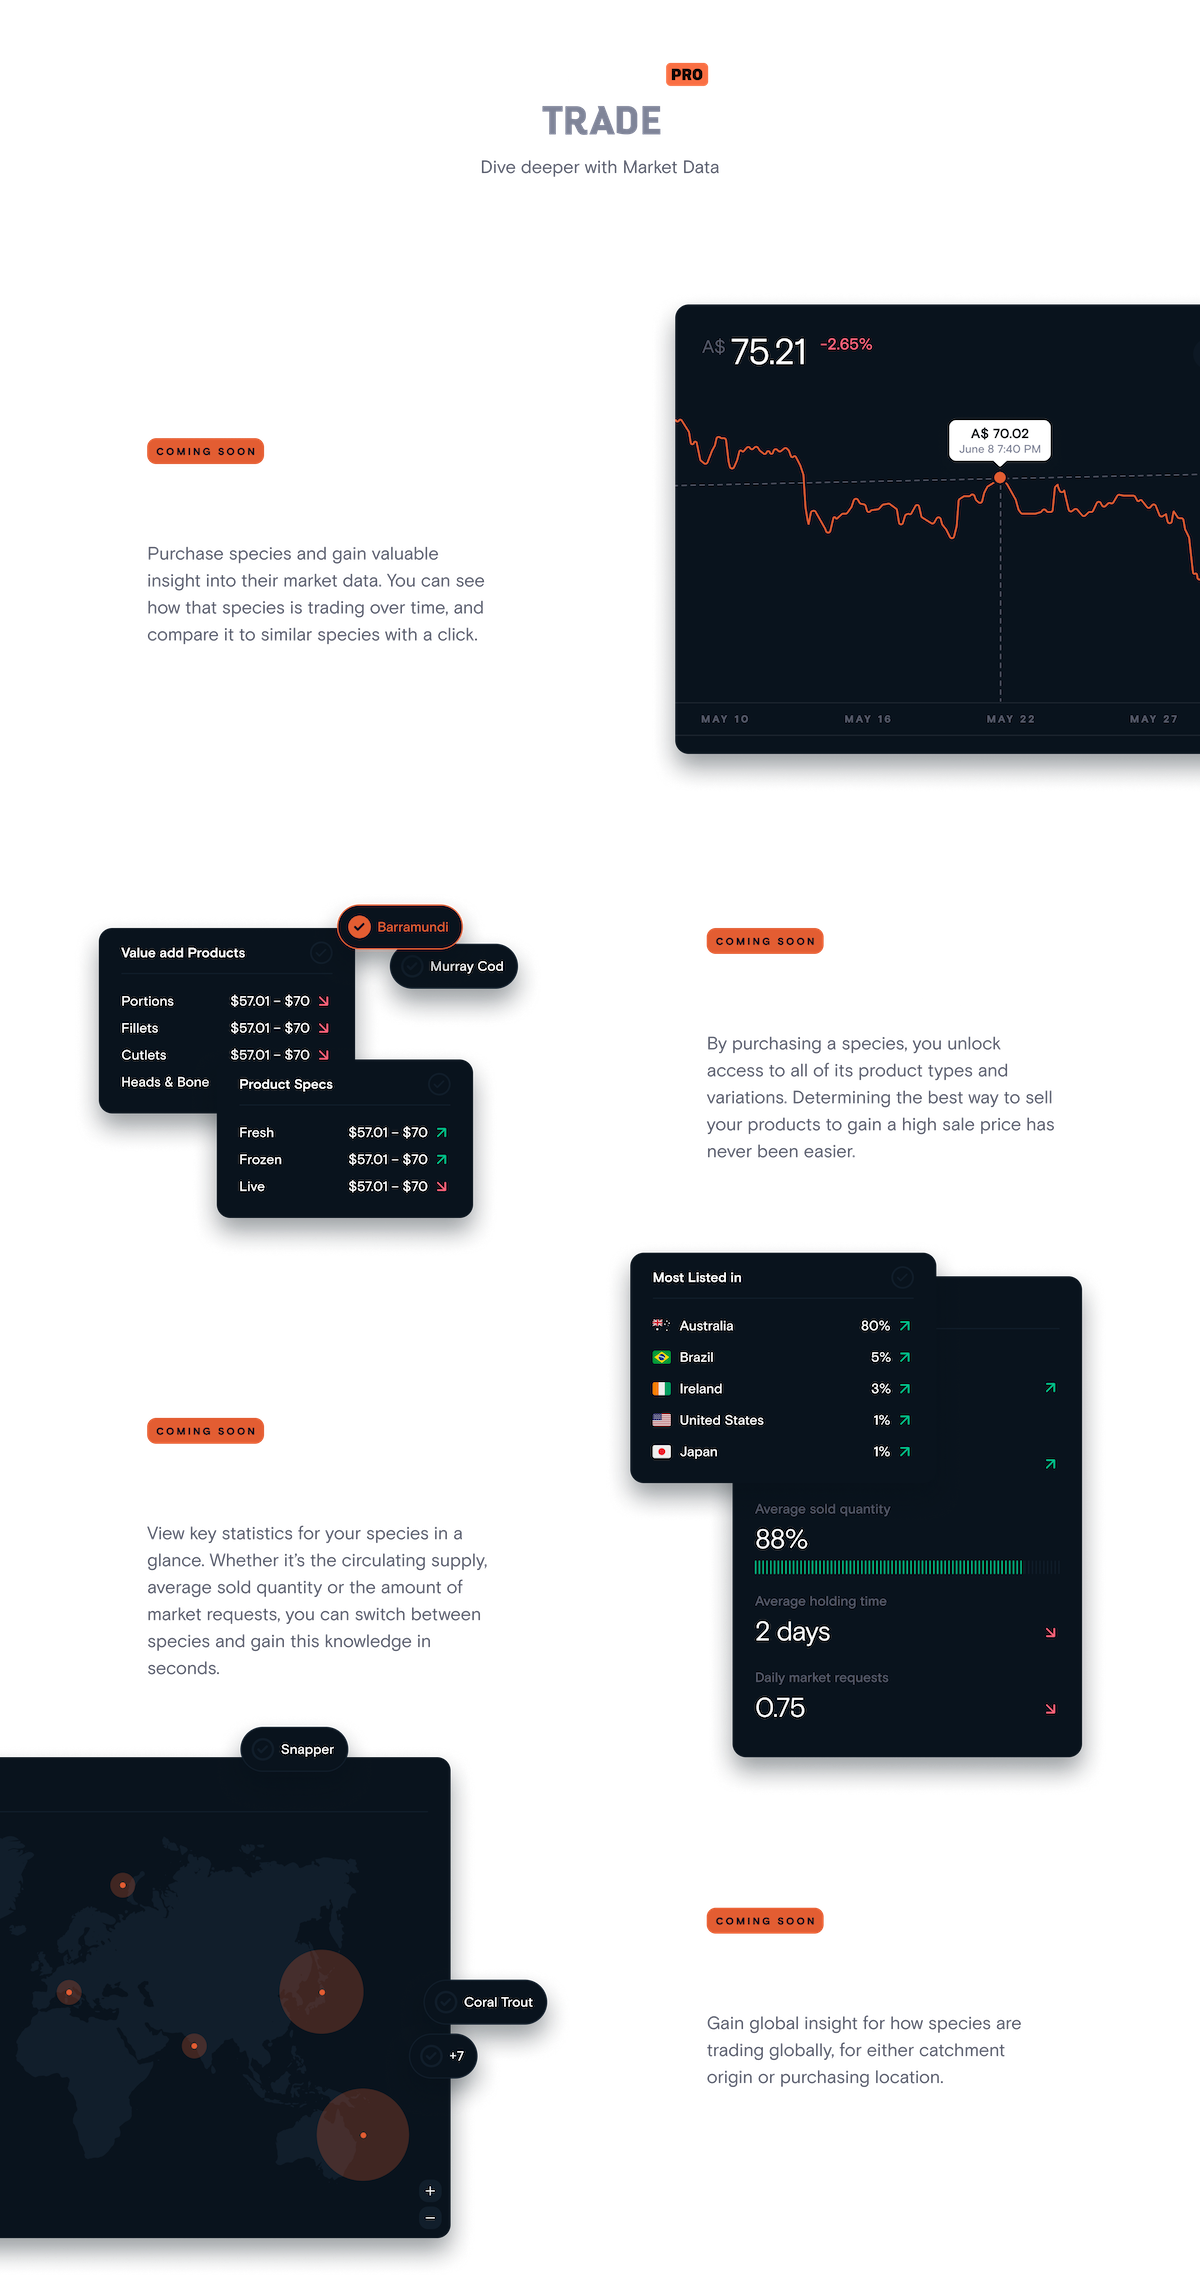 PRO
TRADE
Dive deeper with Market Data
A$ 75.21 -2.65%
A$ 70.02
June 8 7:40 PM
MAY 10 MAY 16 MAY 22 MAY 27
COMING SOON
Purchase species and gain valuable
insight into their market data. You can see
how that species is trading over time, and
compare it to similar species with a click.
Barramundi
Murray Cod
Value add Products
Portions $57.01 – $70
Fillets $57.01 – $70
Cutlets $57.01 – $70
Heads & Bone
Product Specs
Fresh $57.01 – $70
Frozen $57.01 – $70
Live $57.01 – $70
COMING SOON
By purchasing a species, you unlock
access to all of its product types and
variations. Determining the best way to sell
your products to gain a high sale price has
never been easier.
Most Listed in
Australia 80%
Brazil 5%
Ireland 3%
United States 1%
Japan 1%
Average sold quantity
88%
Average holding time
2 days
Daily market requests
0.75
COMING SOON
View key statistics for your species in a
glance. Whether it's the circulating supply,
average sold quantity or the amount of
market requests, you can switch between
species and gain this knowledge in
seconds.
Snapper
Coral Trout
+7
+
−
COMING SOON
Gain global insight for how species are
trading globally, for either catchment
origin or purchasing location.